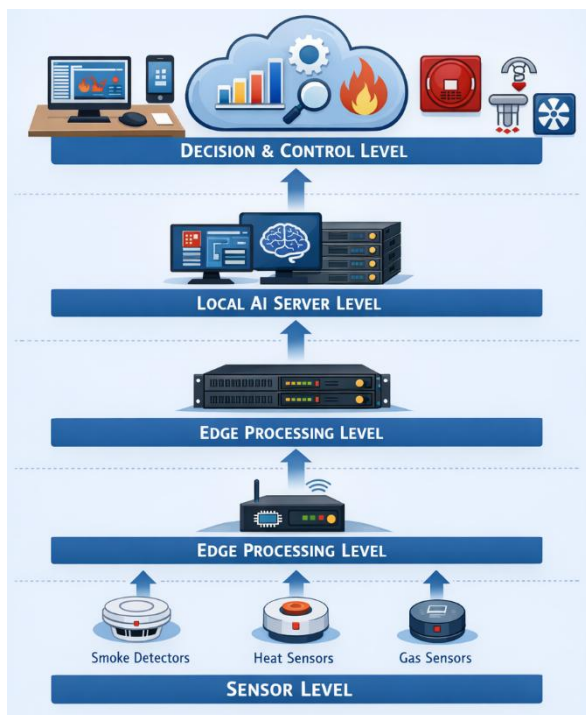 DECISION & CONTROL LEVEL
LOCAL AI SERVER LEVEL
EDGE PROCESSING LEVEL
EDGE PROCESSING LEVEL
Smoke Detectors Heat Sensors Gas Sensors
SENSOR LEVEL